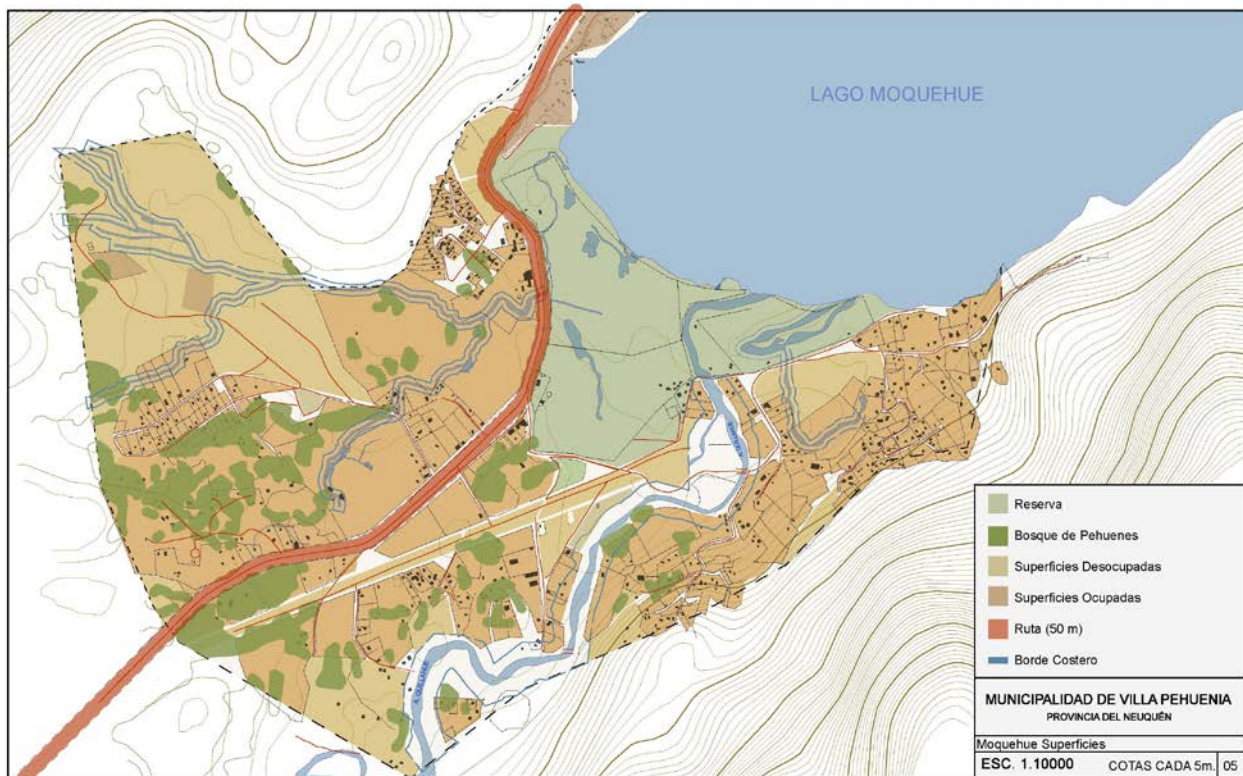 LAGO MOQUEHUE
Reserva
Bosque de Pehuenes
Superficies Desocupadas
Superficies Ocupadas
Ruta (50 m)
Borde Costero
MUNICIPALIDAD DE VILLA PEHUENIA
PROVINCIA DEL NEUQUÉN
Moquehue Superficies
ESC. 1.10000 COTAS CADA 5m. 05